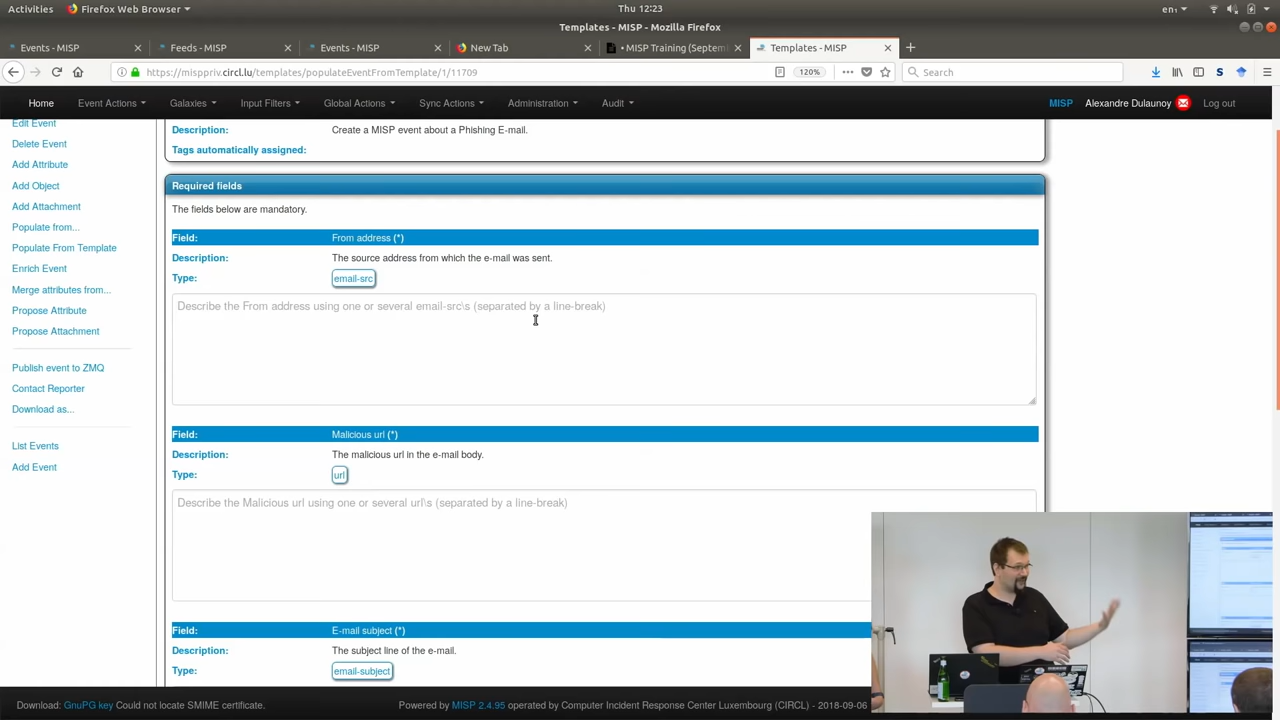 Activities Firefox Web Browser Thu 12:23 en₁
Templates - MISP - Mozilla Firefox
Events - MISP Feeds - MISP Events - MISP New Tab • MISP Training (Septem Templates - MISP
https://misppriv.circl.lu/templates/populateEventFromTemplate/1/11709 120% Search
Home Event Actions Galaxies Input Filters Global Actions Sync Actions Administration Audit MISP Alexandre Dulaunoy Log out
Edit Event
Delete Event
Add Attribute
Add Object
Add Attachment
Populate from...
Populate From Template
Enrich Event
Merge attributes from...
Propose Attribute
Propose Attachment
Publish event to ZMQ
Contact Reporter
Download as...
List Events
Add Event
Description: Create a MISP event about a Phishing E-mail.
Tags automatically assigned:
Required fields
The fields below are mandatory.
Field: From address (*)
Description: The source address from which the e-mail was sent.
Type: email-src
Describe the From address using one or several email-src\s (separated by a line-break)
Field: Malicious url (*)
Description: The malicious url in the e-mail body.
Type: url
Describe the Malicious url using one or several url\s (separated by a line-break)
Field: E-mail subject (*)
Description: The subject line of the e-mail.
Type: email-subject
Download: GnuPG key Could not locate SMIME certificate. Powered by MISP 2.4.95 operated by Computer Incident Response Center Luxembourg (CIRCL) - 2018-09-06